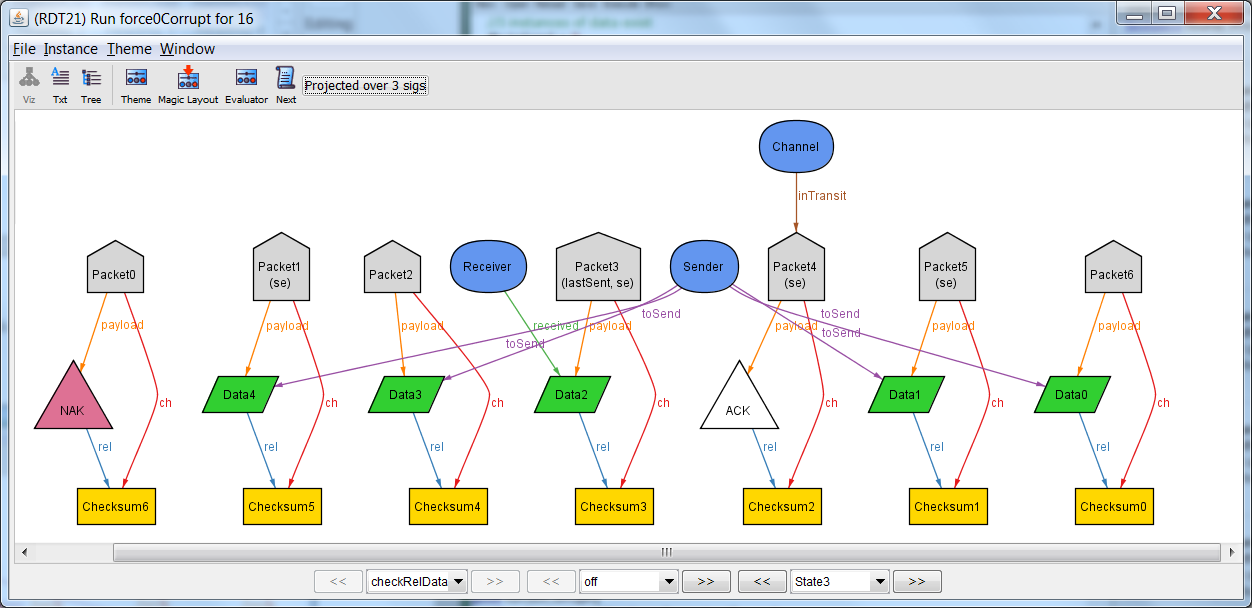 (RDT21) Run force0Corrupt for 16
File Instance Theme Window
Viz Txt Tree Theme Magic Layout Evaluator Next Projected over 3 sigs
Channel
inTransit
Packet0
Packet1
(se)
Packet2
Receiver
Packet3
(lastSent, se)
Sender
Packet4
(se)
Packet5
(se)
Packet6
payload
payload
payload
received
payload
toSend
toSend
payload
toSend
toSend
payload
payload
NAK
ch
Data4
ch
Data3
ch
Data2
ch
ACK
ch
Data1
ch
Data0
ch
rel
rel
rel
rel
rel
rel
rel
Checksum6
Checksum5
Checksum4
Checksum3
Checksum2
Checksum1
Checksum0
<< checkRelData >> << off >> << State3 >>